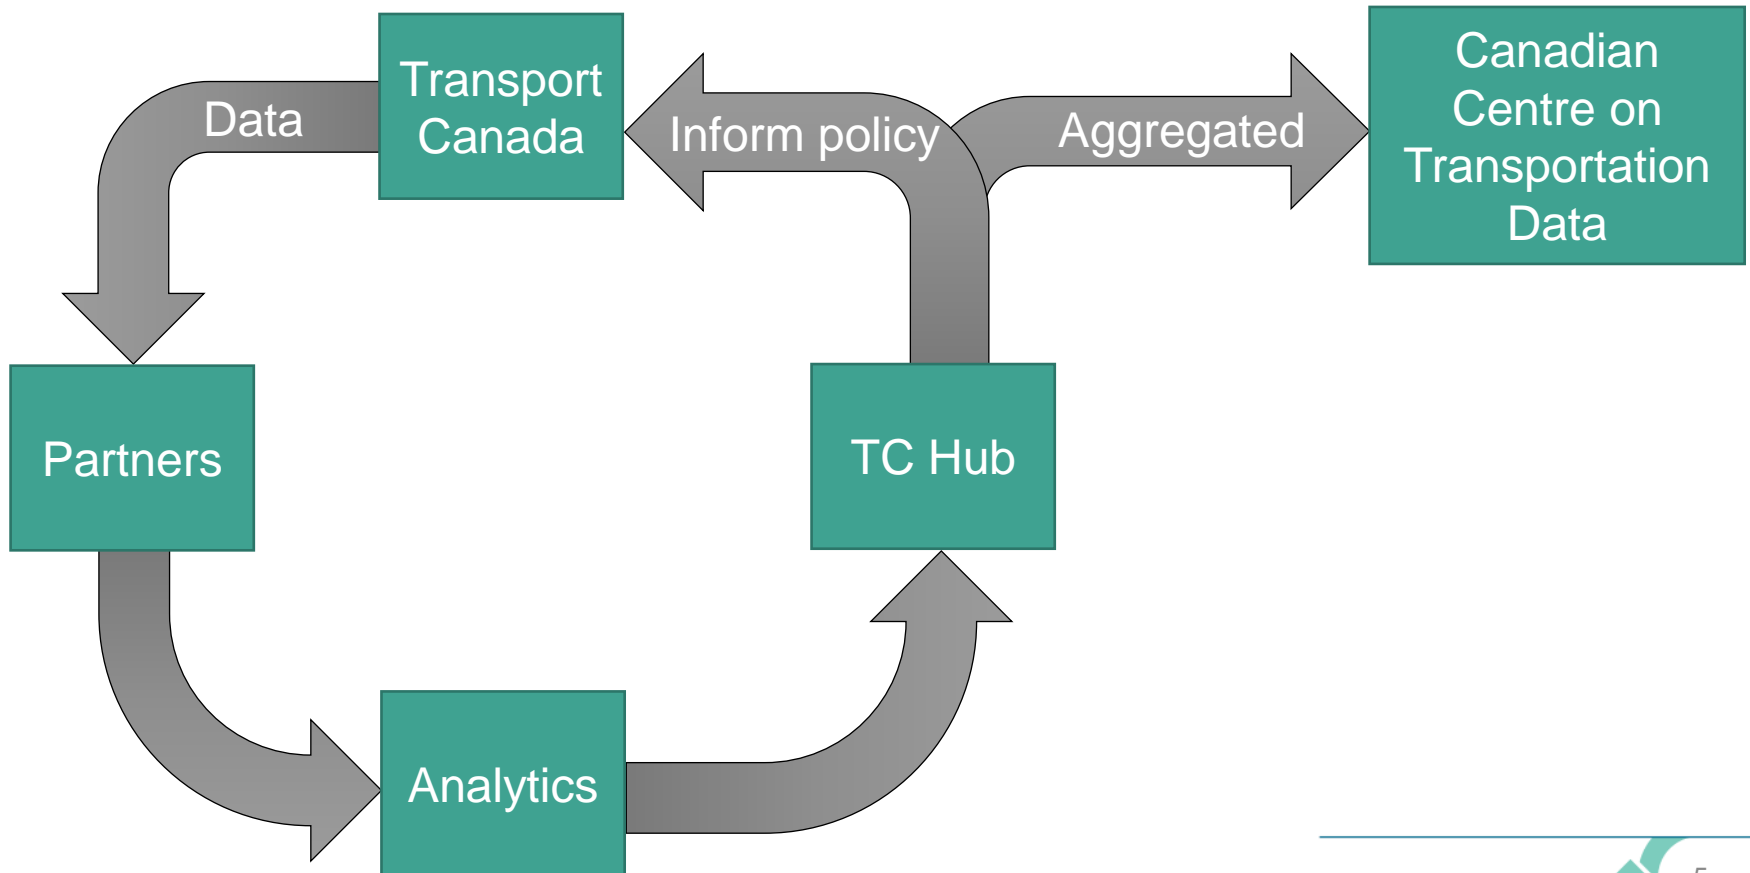 Transport
Canada
Data
Inform policy
Aggregated
Canadian
Centre on
Transportation
Data
Partners
TC Hub
Analytics